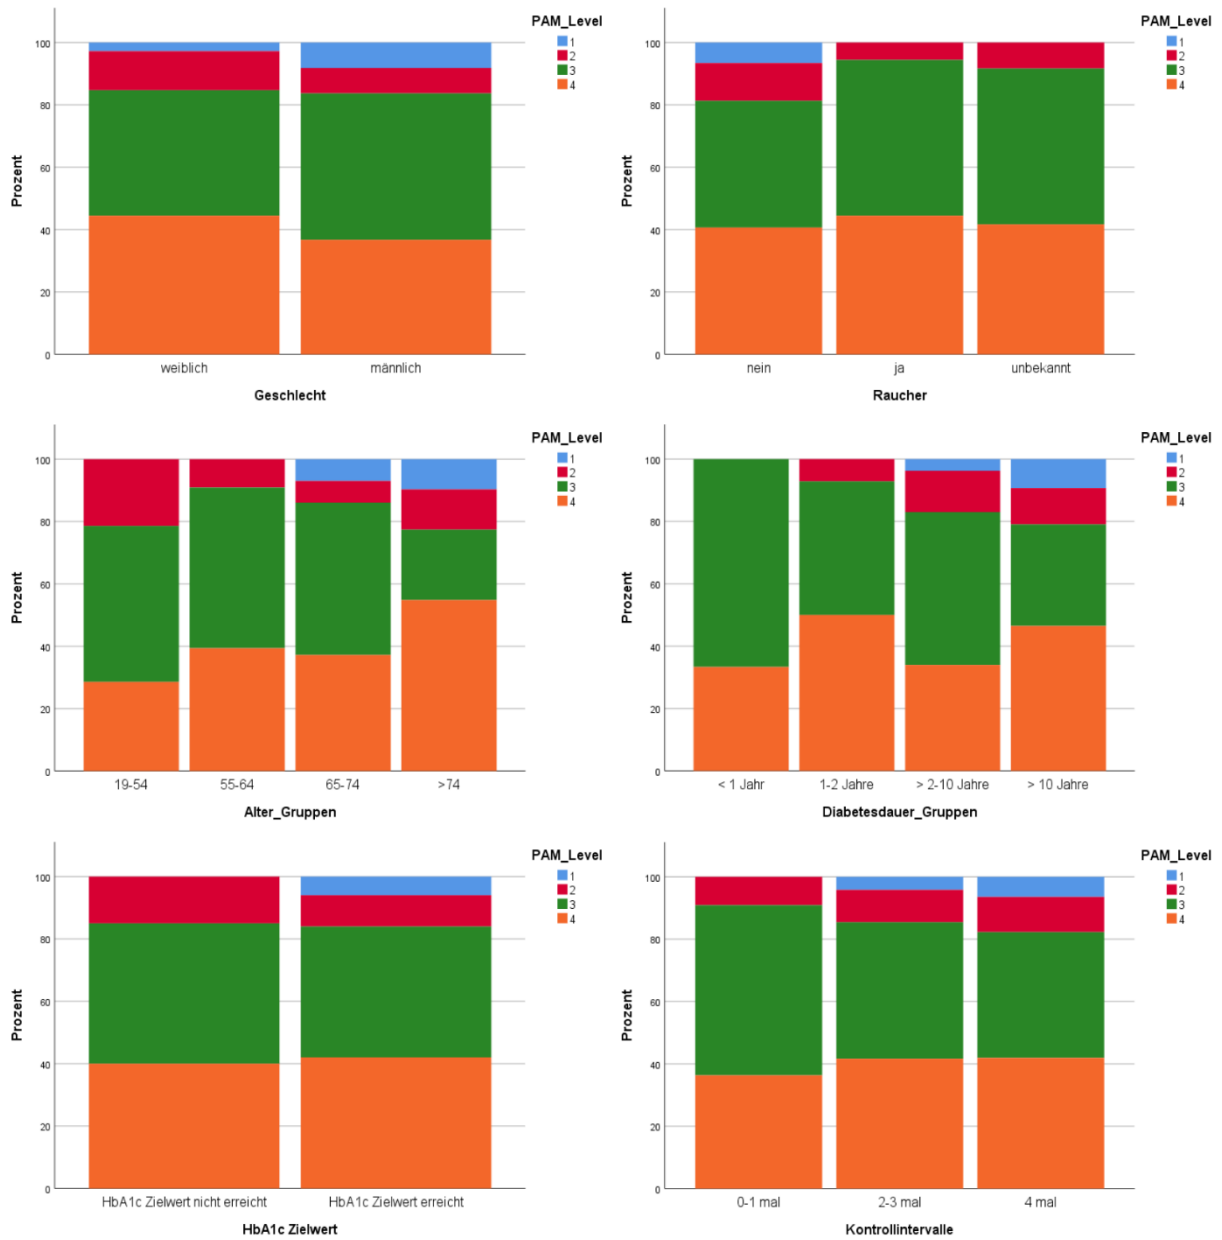 PAM_Level
1
2
3
4
100
80
60
40
20
0
Prozent
weiblich männlich
Geschlecht
PAM_Level
1
2
3
4
100
80
60
40
20
0
Prozent
nein ja unbekannt
Raucher
PAM_Level
1
2
3
4
100
80
60
40
20
0
Prozent
19-54 55-64 65-74 >74
Alter_Gruppen
PAM_Level
1
2
3
4
100
80
60
40
20
0
Prozent
< 1 Jahr 1-2 Jahre > 2-10 Jahre > 10 Jahre
Diabetesdauer_Gruppen
PAM_Level
1
2
3
4
100
80
60
40
20
0
Prozent
HbA1c Zielwert nicht erreicht HbA1c Zielwert erreicht
HbA1c Zielwert
PAM_Level
1
2
3
4
100
80
60
40
20
0
Prozent
0-1 mal 2-3 mal 4 mal
Kontrollintervalle